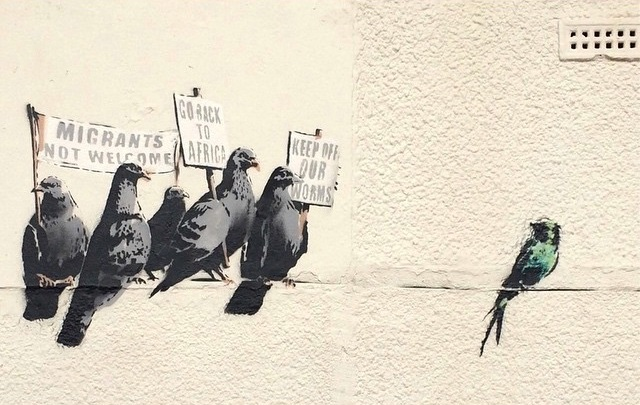 MIGRANTS
NOT WELCOME
GO BACK
TO
AFRICA
KEEP OFF
OUR
WORMS